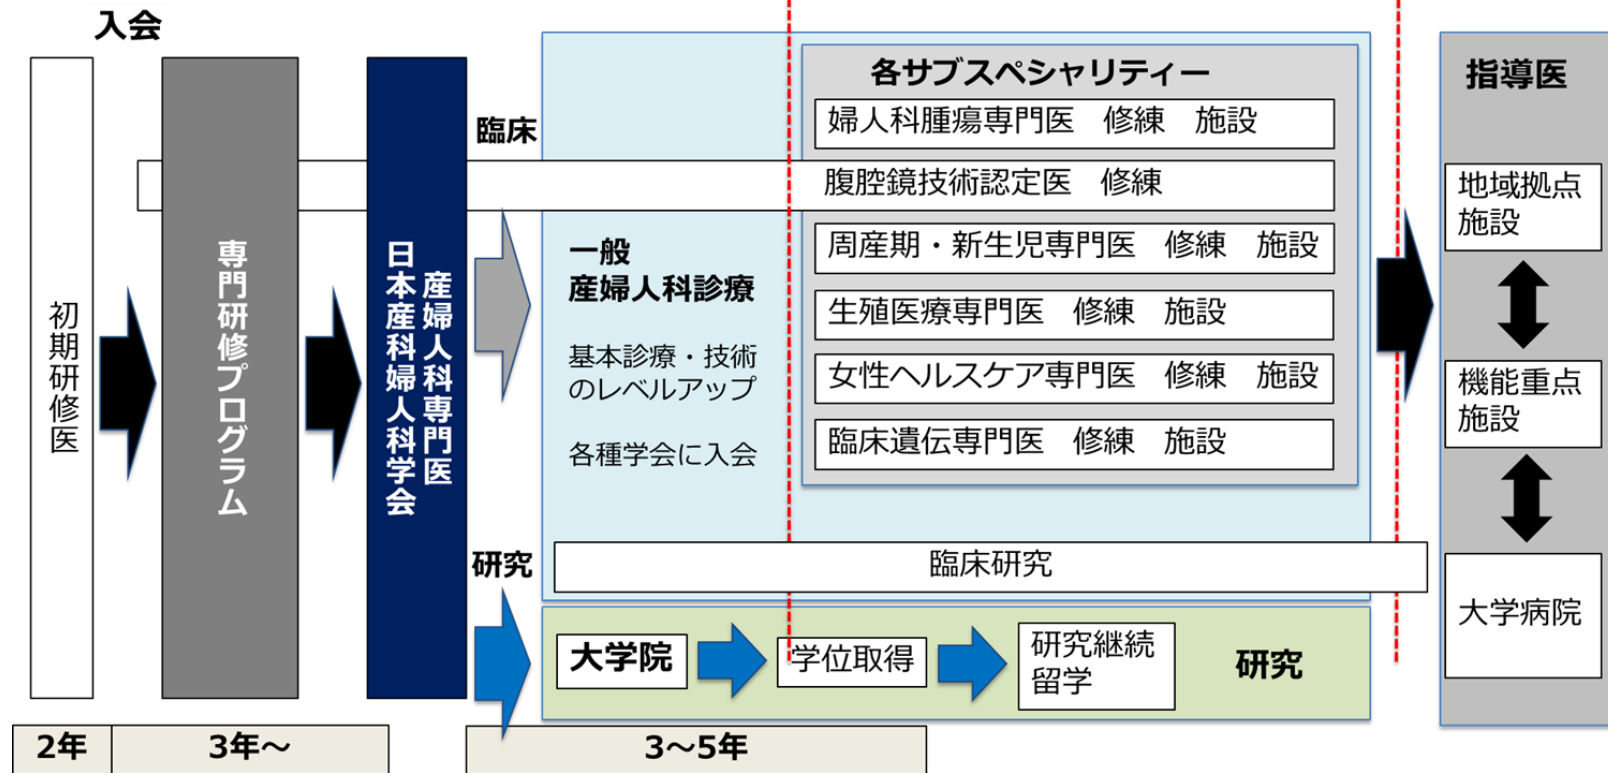 入会
初期研修医
専門研修プログラム
日本産科婦人科学会
産婦人科専門医
臨床
一般
産婦人科診療
基本診療・技術
のレベルアップ
各種学会に入会
各サブスペシャリティー
婦人科腫瘍専門医　修練　施設
腹腔鏡技術認定医　修練
周産期・新生児専門医　修練　施設
生殖医療専門医　修練　施設
女性ヘルスケア専門医　修練　施設
臨床遺伝専門医　修練　施設
臨床研究
研究
大学院
学位取得
研究継続
留学
研究
指導医
地域拠点
施設
機能重点
施設
大学病院
2年
3年～
3～5年